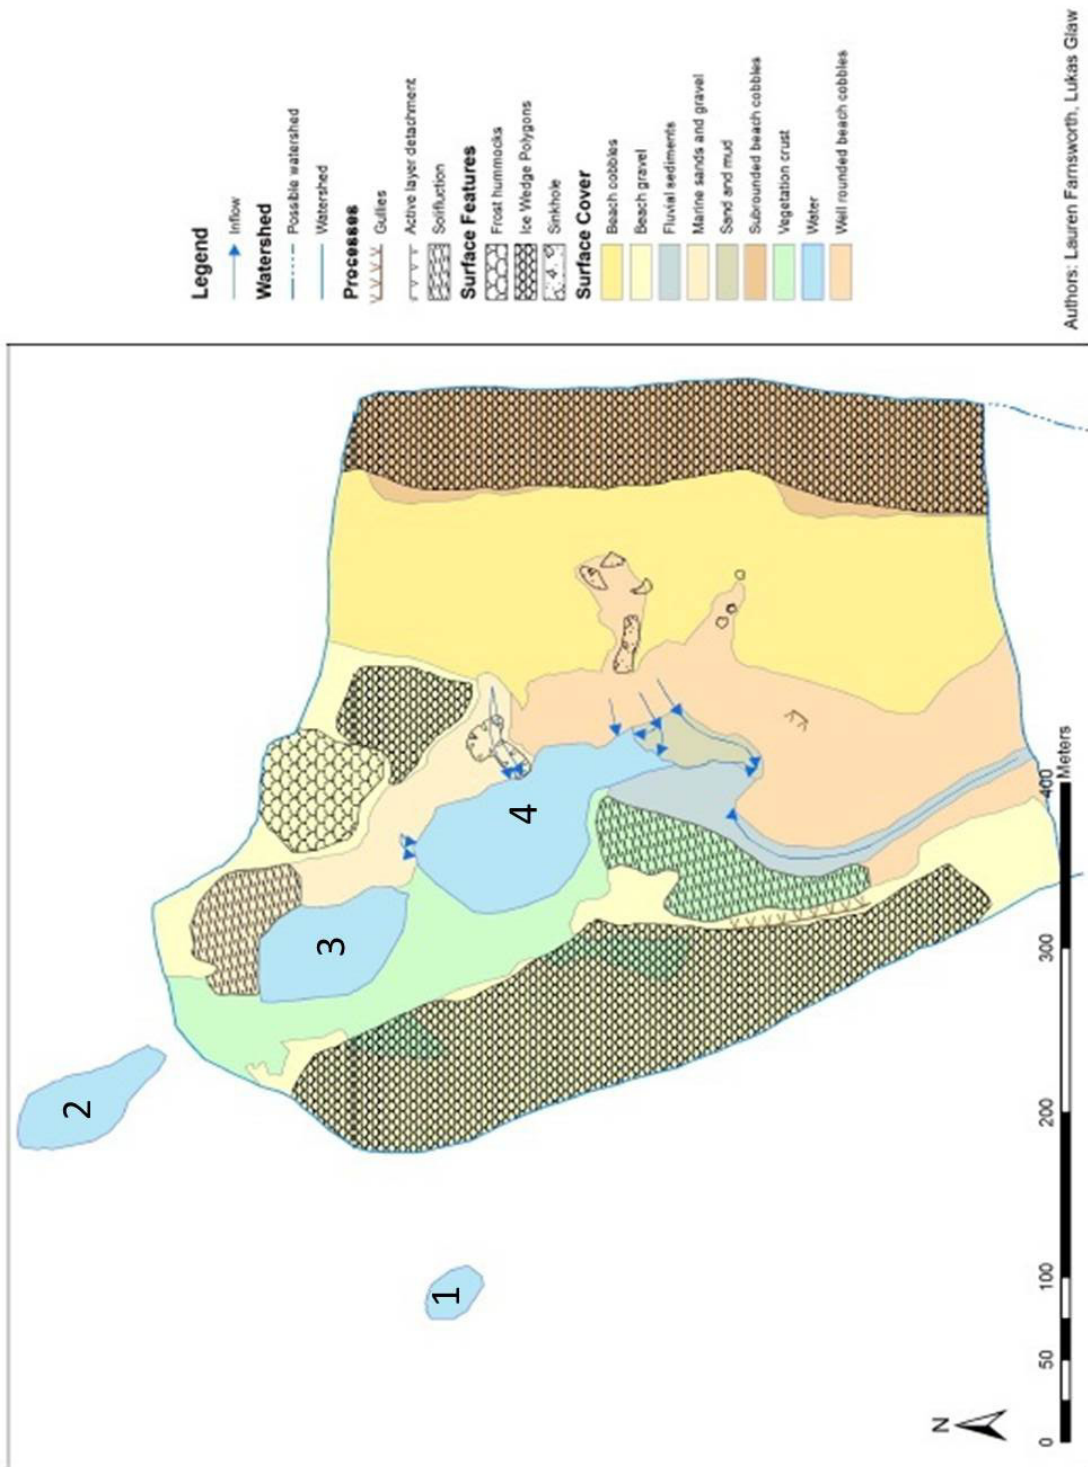 Legend
Inflow
Watershed
Possible watershed
Watershed
Processes
Gullies
Active layer detachment
Solifluction
Surface Features
Frost hummocks
Ice Wedge Polygons
Sinkhole
Surface Cover
Beach cobbles
Beach gravel
Fluvial sediments
Marine sands and gravel
Sand and mud
Subrounded beach cobbles
Vegetation crust
Water
Well rounded beach cobbles
Authors: Lauren Farnsworth, Lukas Glaw
1
2
3
4
N
0 50 100 200 300 400
Meters